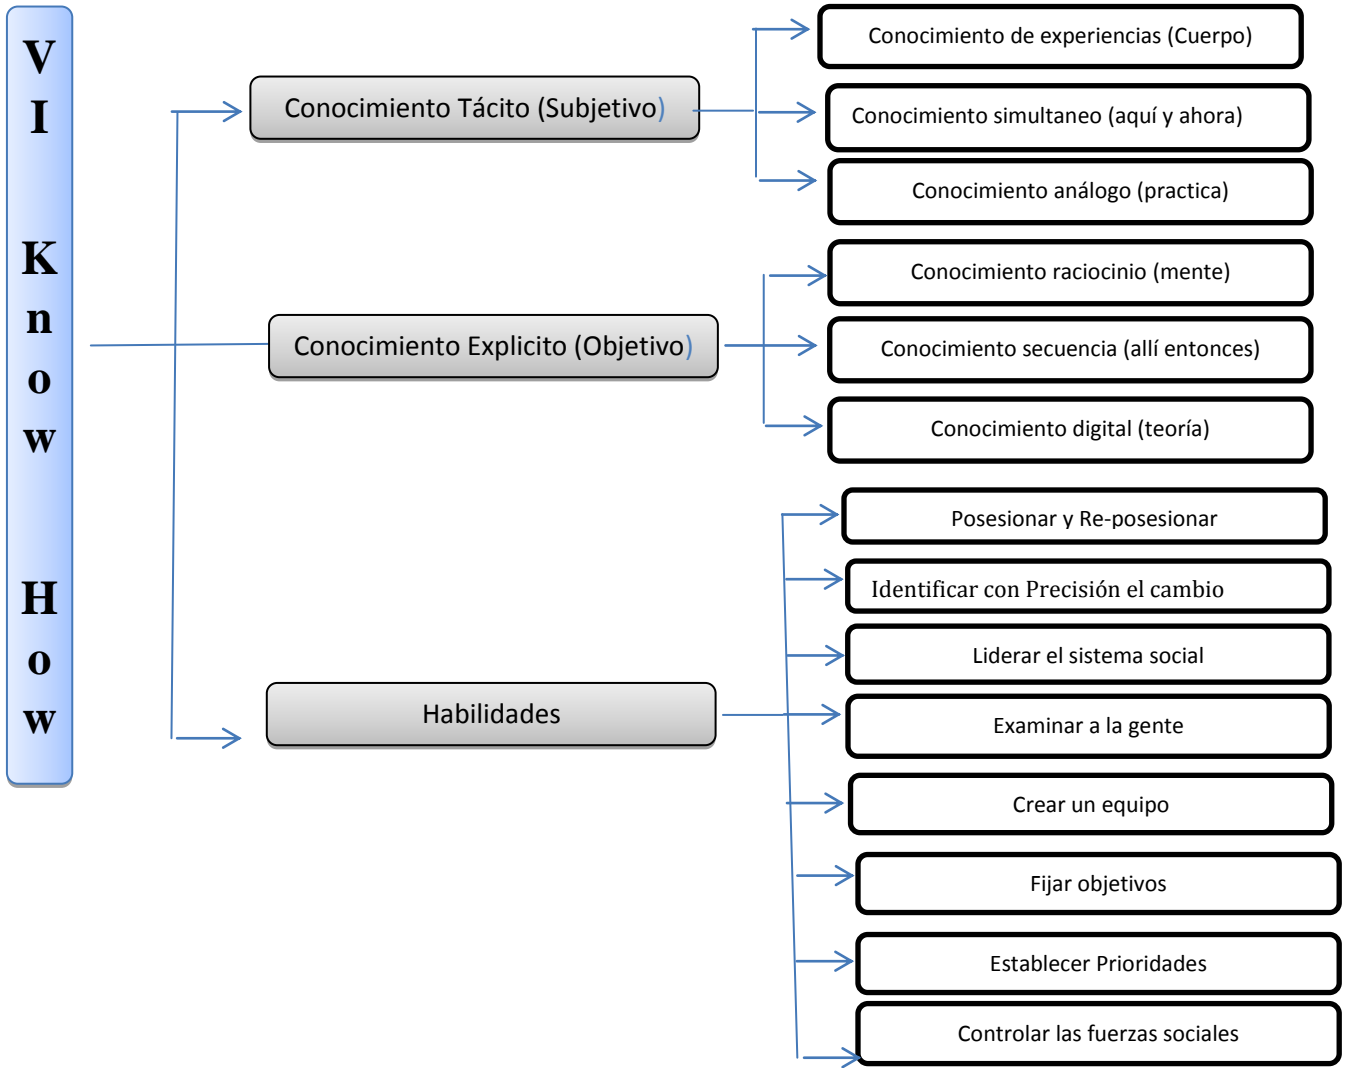 VI Know How
Conocimiento Tácito (Subjetivo)
Conocimiento de experiencias (Cuerpo)
Conocimiento simultaneo (aquí y ahora)
Conocimiento análogo (practica)
Conocimiento Explicito (Objetivo)
Conocimiento raciocinio (mente)
Conocimiento secuencia (allí entonces)
Conocimiento digital (teoría)
Habilidades
Posesionar y Re-posesionar
Identificar con Precisión el cambio
Liderar el sistema social
Examinar a la gente
Crear un equipo
Fijar objetivos
Establecer Prioridades
Controlar las fuerzas sociales